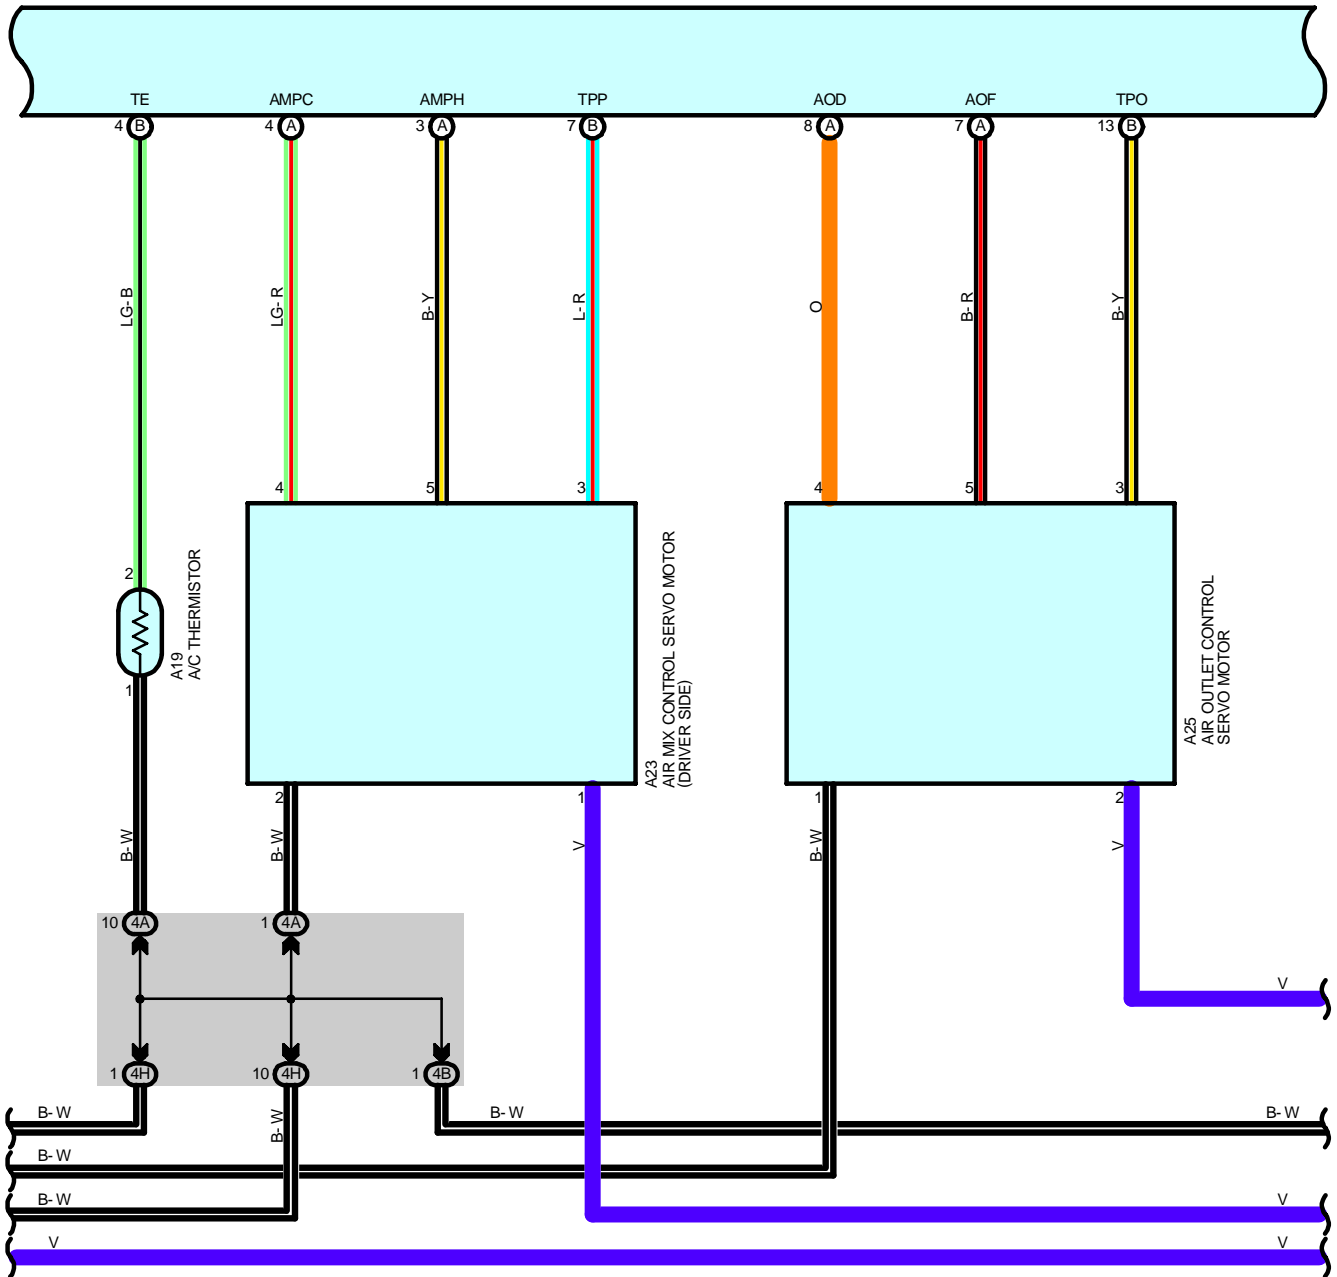 TE AMPC AMPH TPP AOD AOF TPO
4 B 4 A 3 A 7 B 8 A 7 A 13 B
LG-B LG-R B-Y L-R O B-R B-Y
4 5 3 4 5 3
2
A19
A/C THERMISTOR
1
A23
AIR MIX CONTROL SERVO MOTOR
(DRIVER SIDE)
A25
AIR OUTLET CONTROL
SERVO MOTOR
2 1 1 2
B-W B-W V B-W V
10 4A 1 4A
V
1 4H 10 4H 1 4B
B-W B-W B-W B-W
B-W
B-W V
V V